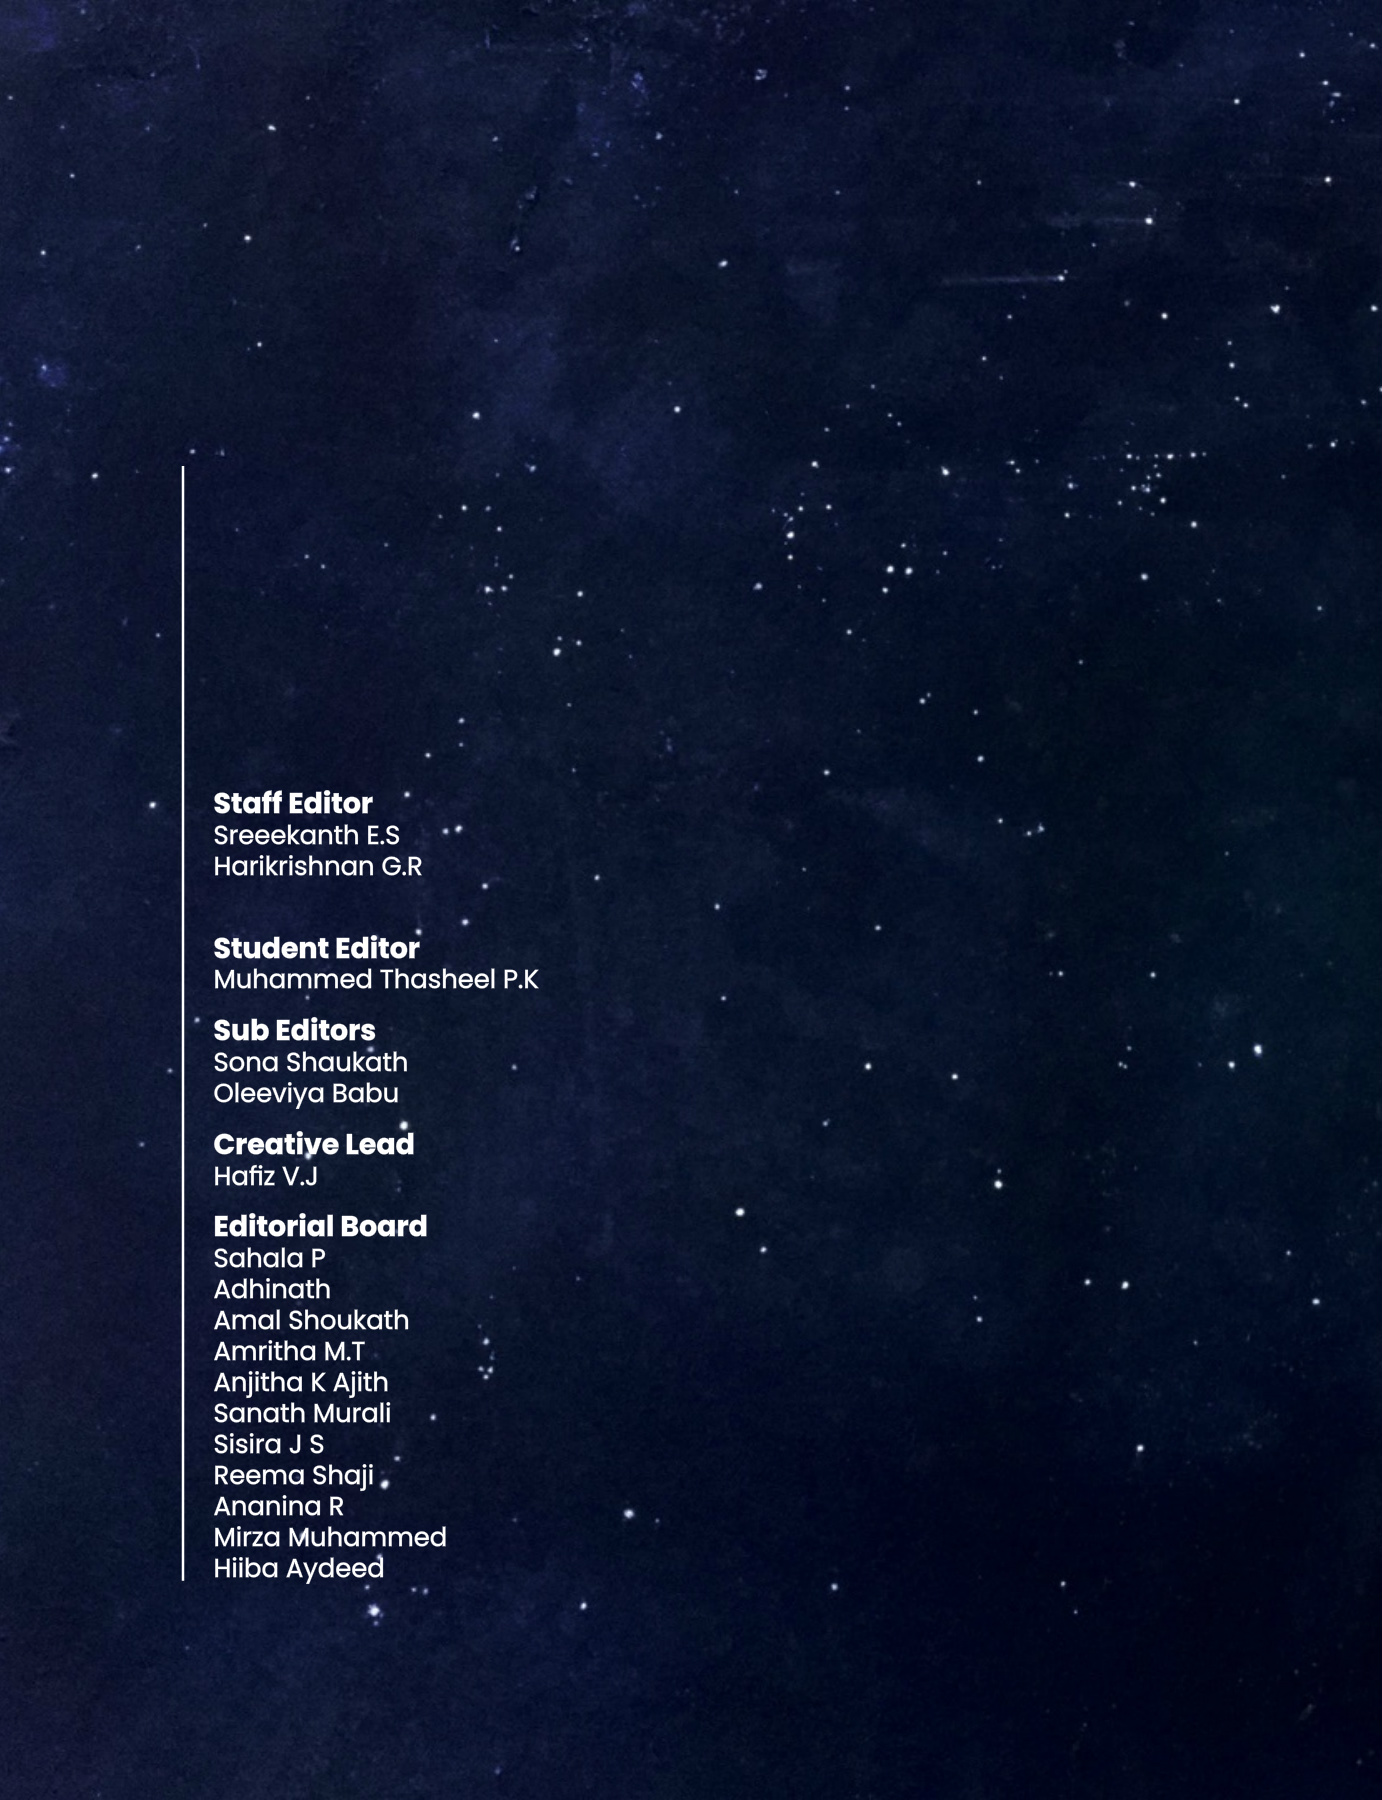 Staff Editor
Sreeekanth E.S
Harikrishnan G.R
Student Editor
Muhammed Thasheel P.K
Sub Editors
Sona Shaukath
Oleeviya Babu
Creative Lead
Hafiz V.J
Editorial Board
Sahala P
Adhinath
Amal Shoukath
Amritha M.T
Anjitha K Ajith
Sanath Murali
Sisira J S
Reema Shaji
Ananina R
Mirza Muhammed
Hiiba Aydeed